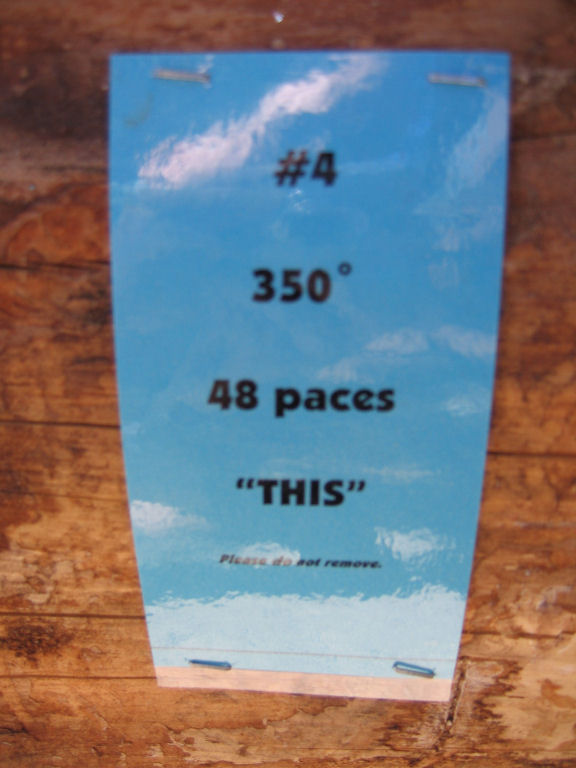 #4
350°
48 paces
“THIS”
Please do not remove.